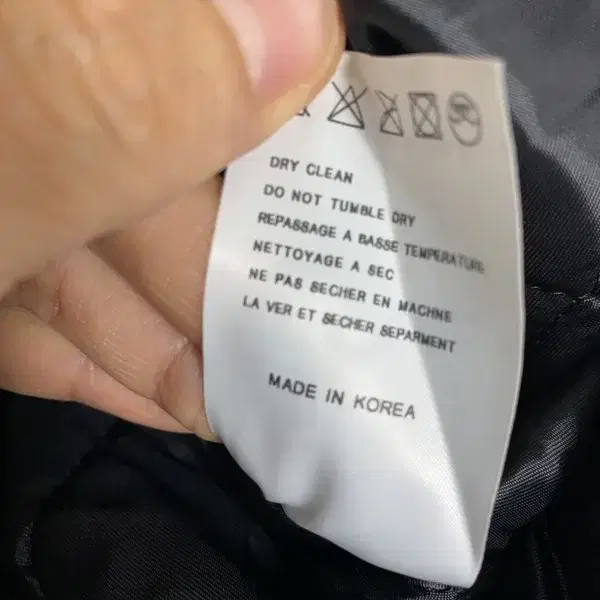 DRY CLEAN
DO NOT TUMBLE DRY
REPASSAGE A BASSE TEMPERATURE
NETTOYAGE A SEC
NE PAS SECHER EN MACHNE
LA VER ET SECHER SEPARMENT
MADE IN KOREA